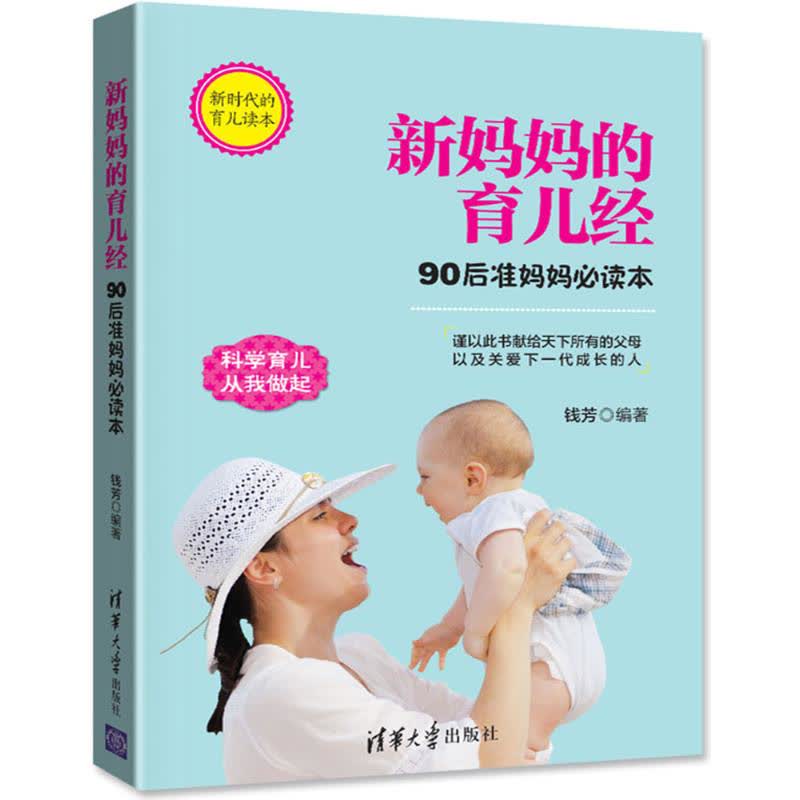 新妈妈的育儿经
90后准妈妈必读本
钱芳◎编著
清华大学出版社
新时代的
育儿读本
新妈妈的
育儿经
90后准妈妈必读本
谨以此书献给天下所有的父母
以及关爱下一代成长的人
科学育儿
从我做起
钱芳◎编著
清华大学出版社